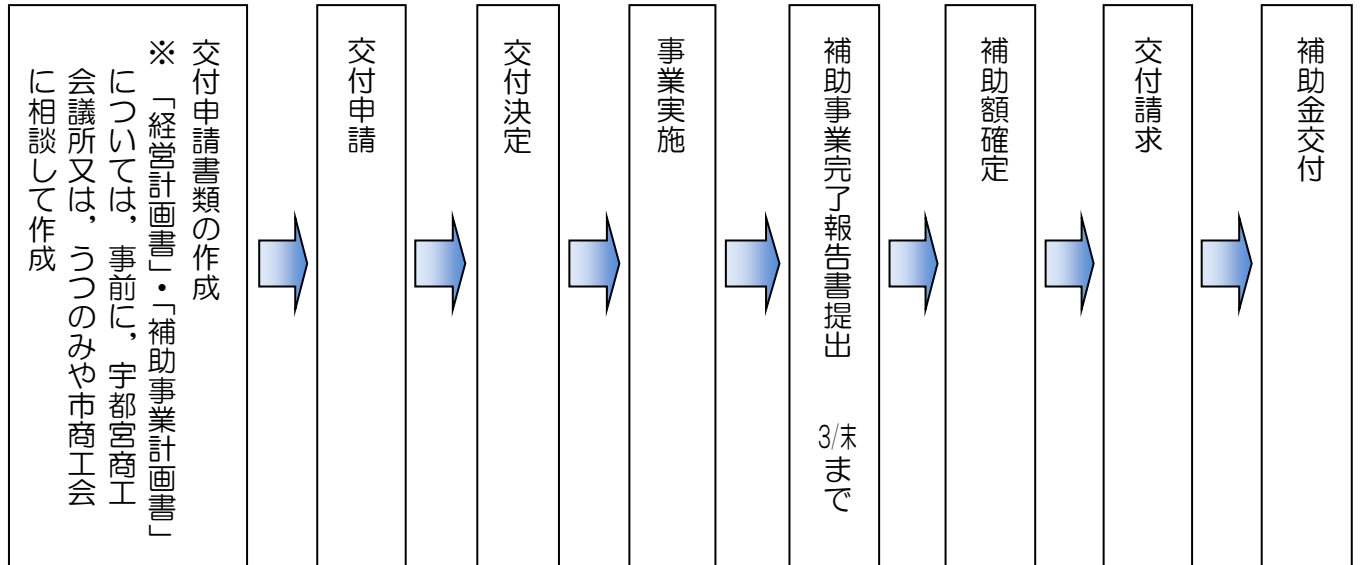 交付申請書類の作成
※　「経営計画書」・「補助事業計画書」
については，事前に，宇都宮商工
会議所又は，うつのみや市商工会
に相談して作成
交付申請
交付決定
事業実施
補助事業完了報告書提出　3/末まで
補助額確定
交付請求
補助金交付